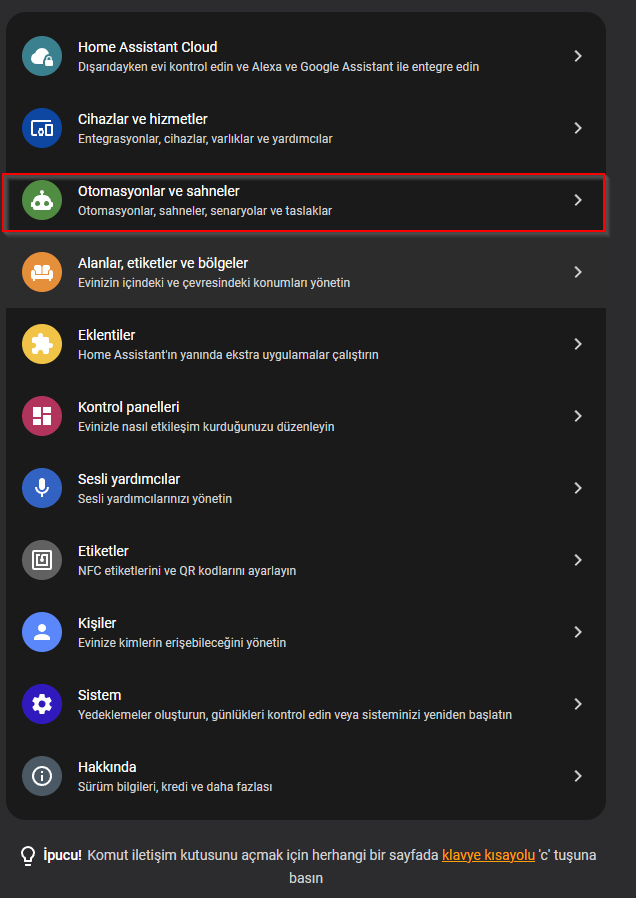 Home Assistant Cloud
Dışarıdayken evi kontrol edin ve Alexa ve Google Assistant ile entegre edin
Cihazlar ve hizmetler
Entegrasyonlar, cihazlar, varlıklar ve yardımcılar
Otomasyonlar ve sahneler
Otomasyonlar, sahneler, senaryolar ve taslaklar
Alanlar, etiketler ve bölgeler
Evinizin içindeki ve çevresindeki konumları yönetin
Eklentiler
Home Assistant'ın yanında ekstra uygulamalar çalıştırın
Kontrol panelleri
Evinizle nasıl etkileşim kurduğunuzu düzenleyin
Sesli yardımcılar
Sesli yardımcılarınızı yönetin
Etiketler
NFC etiketlerini ve QR kodlarını ayarlayın
Kişiler
Evinize kimlerin erişebileceğini yönetin
Sistem
Yedeklemeler oluşturun, günlükleri kontrol edin veya sisteminizi yeniden başlatın
Hakkında
Sürüm bilgileri, kredi ve daha fazlası
İpucu! Komut iletişim kutusunu açmak için herhangi bir sayfada klavye kısayolu 'c' tuşuna
basın